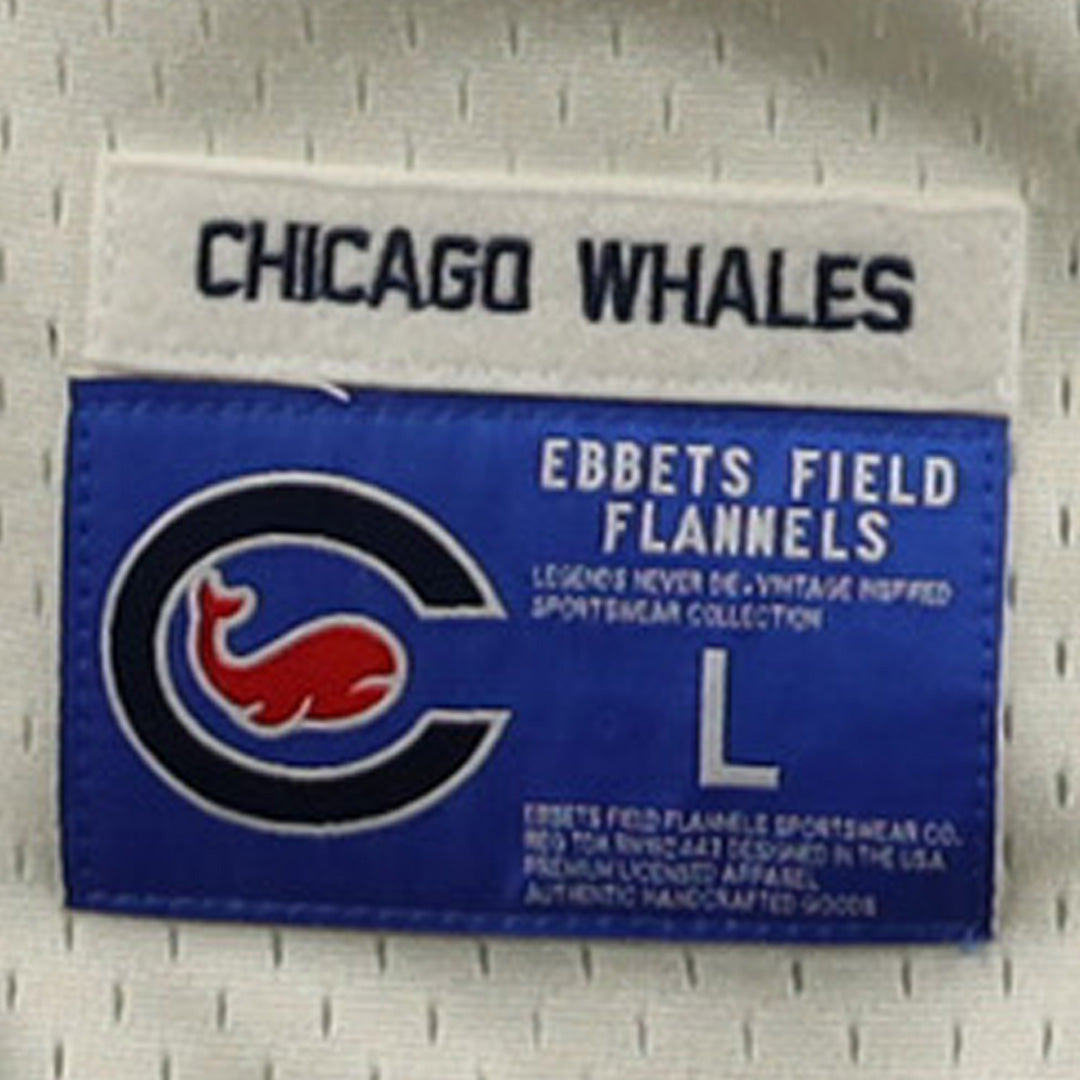 CHICAGO WHALES
EBBETS FIELD
FLANNELS
LEGENDS NEVER DIE • VINTAGE INSPIRED
SPORTSWEAR COLLECTION
L
EBBETS FIELD FLANNELS SPORTSWEAR CO.
REG DESIGNED IN THE USA
PREMIUM LICENSED APPAREL
AUTHENTIC HANDCRAFTED GOODS